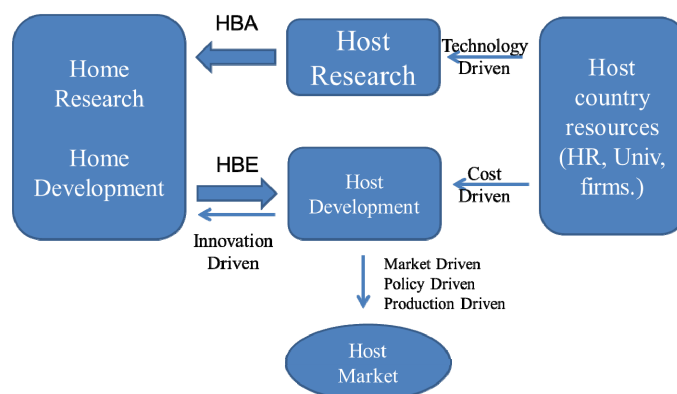 HBA
Home
Research
Home
Development
Host
Research
Technology
Driven
Host
country
resources
(HR, Univ,
firms.)
HBE
Innovation
Driven
Host
Development
Cost
Driven
Market Driven
Policy Driven
Production Driven
Host
Market